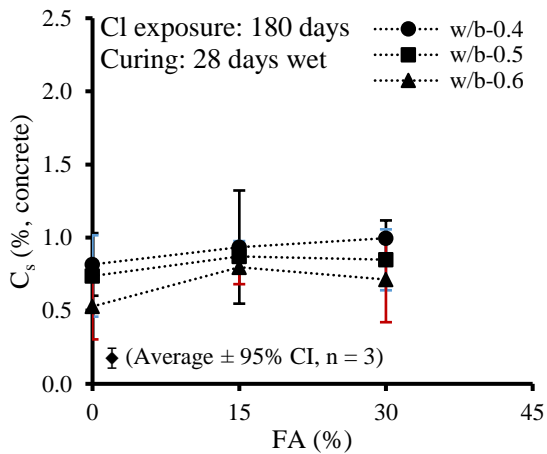 Cl exposure: 180 days
Curing: 28 days wet
w/b-0.4
w/b-0.5
w/b-0.6
2.5
2.0
1.5
1.0
0.5
0.0
Cs (%, concrete)
(Average ± 95% CI, n = 3)
0
15
30
45
FA (%)